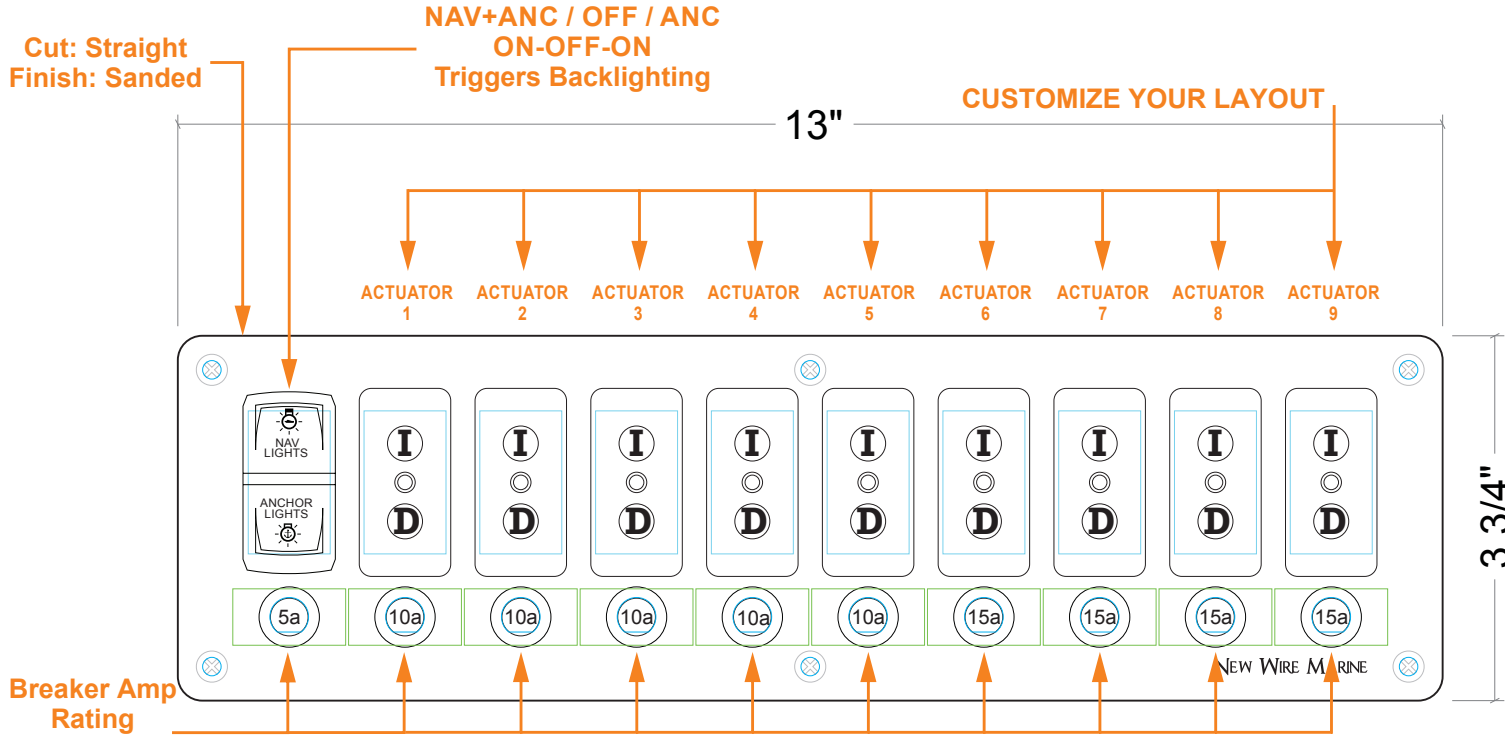 NAV+ANC / OFF / ANC
ON-OFF-ON
Triggers Backlighting
Cut: Straight
Finish: Sanded
CUSTOMIZE YOUR LAYOUT
13"
ACTUATOR
1
ACTUATOR
2
ACTUATOR
3
ACTUATOR
4
ACTUATOR
5
ACTUATOR
6
ACTUATOR
7
ACTUATOR
8
ACTUATOR
9
NAV
LIGHTS
ANCHOR
LIGHTS
I
D
I
D
I
D
I
D
I
D
I
D
I
D
I
D
I
D
3 3/4"
5a
10a
10a
10a
10a
10a
15a
15a
15a
15a
NEW WIRE MARINE
Breaker Amp
Rating